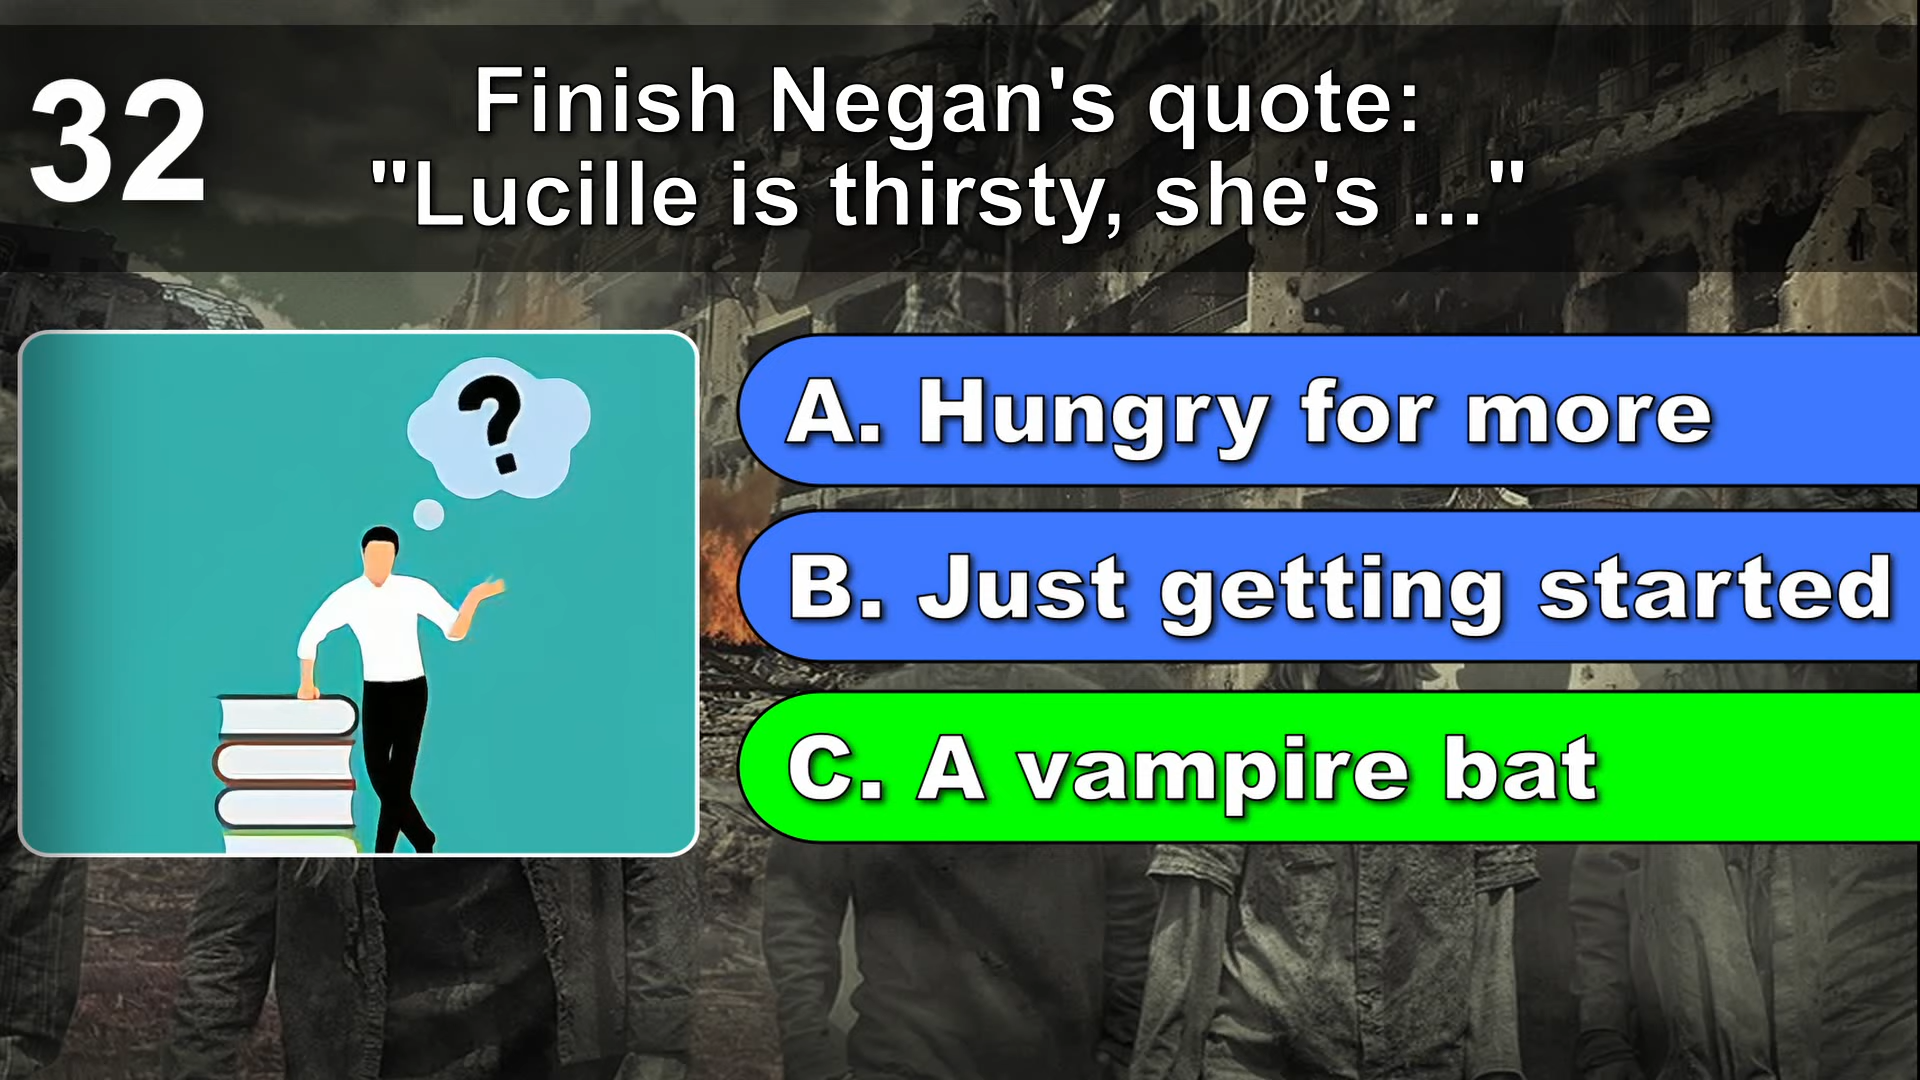 32
Finish Negan's quote:
"Lucille is thirsty, she's ..."
?
A. Hungry for more
B. Just getting started
C. A vampire bat